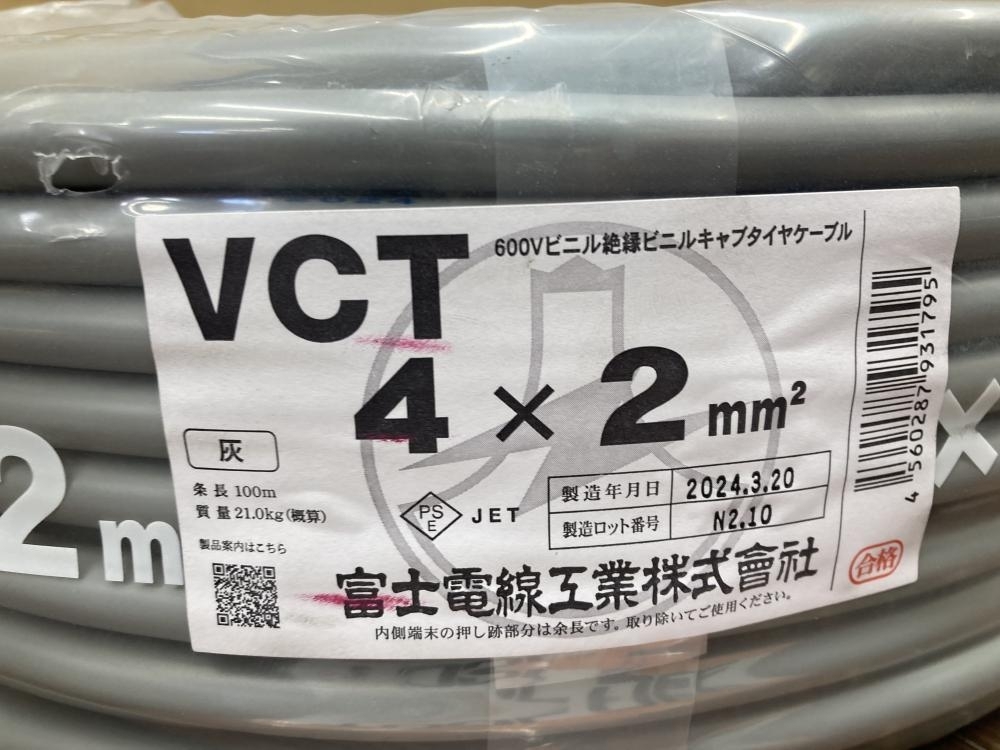 VCT
600Vビニル絶縁ビニルキャブタイヤケーブル
4×2mm²
灰
条長 100m
質量 21.0kg(概算)
製品案内はこちら
PS
E
JET
製造年月日 2024.3.20
製造ロット番号 N2.10
富士電線工業株式會社
合格
内側端末の押し跡部分は余長です。取り除いてご使用ください。
4 560287 931795
2m
×